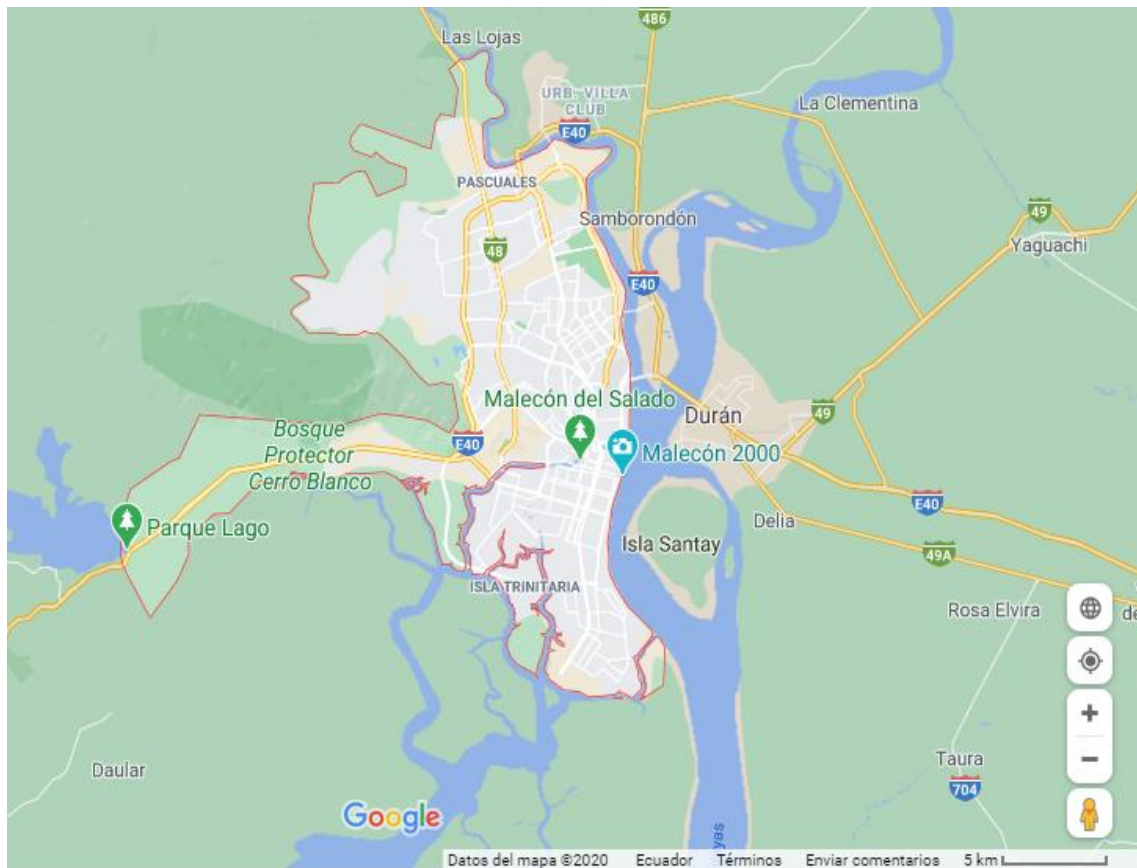 486
Las Lojas
URB. VILLA
CLUB
La Clementina
E40
PASCUALES
Samborondón
49
Yaguachi
48
E40
Malecón del Salado
Durán
49
Bosque
Protector
Cerro Blanco
E40
Malecón 2000
E40
Parque Lago
Delia
Isla Santay
49A
ISLA TRINITARIA
Rosa Elvira
de
Taura
Daular
704
Google
yas
Datos del mapa ©2020 Ecuador Términos Enviar comentarios 5 km